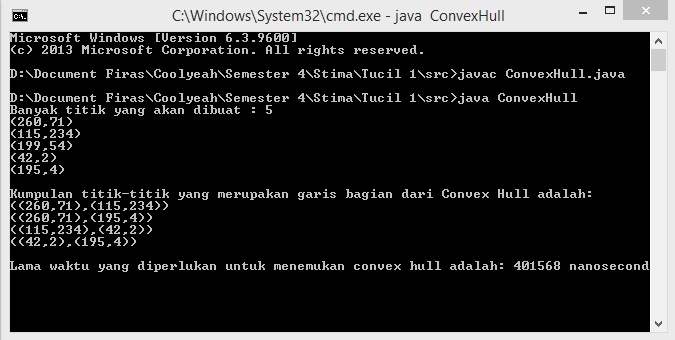 C:\Windows\System32\cmd.exe - java ConvexHull
Microsoft Windows [Version 6.3.9600]
(c) 2013 Microsoft Corporation. All rights reserved.
D:\Document Firas\Coolyeah\Semester 4\Stima\Tucil 1\src>javac ConvexHull.java
D:\Document Firas\Coolyeah\Semester 4\Stima\Tucil 1\src>java ConvexHull
Banyak titik yang akan dibuat : 5
(260,71)
(115,234)
(199,54)
(42,2)
(195,4)
Kumpulan titik-titik yang merupakan garis bagian dari Convex Hull adalah:
((260,71),(115,234))
((260,71),(195,4))
((115,234),(42,2))
((42,2),(195,4))
Lama waktu yang diperlukan untuk menemukan convex hull adalah: 401568 nanosecond